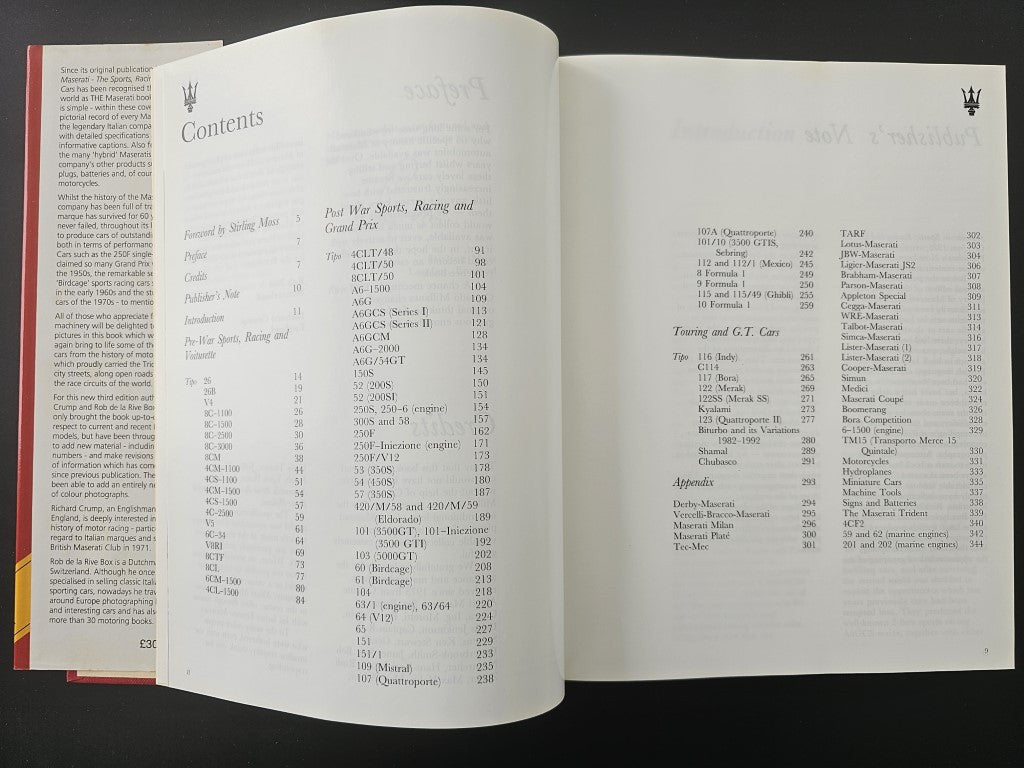 Since its original publication
Maserati - The Sports, Racin
Cars has been recognised th
world as THE Maserati book
is simple - within these cove
pictorial record of every Ma
the legendary Italian compa
with detailed specifications
informative captions. Also f
the many 'hybrid' Maseratis
company's other products s
plugs, batteries and, of cour
motorcycles.
Whilst the history of the Mas
company has been full of tra
marque has survived for 60 y
never failed, throughout its l
to produce cars of outstandin
both in terms of performanc
Cars such as the 250F single-
claimed so many Grand Prix
the 1950s, the remarkable se
'Birdcage' sports racing cars
in the early 1960s and the st
cars of the 1970s - to mentio
All of those who appreciate f
machinery will be delighted t
pictures in this book which w
again bring to life some of th
cars from the history of moto
which proudly carried the Tric
city streets, along open roads
the race circuits of the world.
For this new third edition auth
Crump and Rob de la Rive Box
only brought the book up-to-
respect to current and recent
models, but have been throug
to add new material - includin
numbers - and make revisions
of information which has com
since previous publication. The
been able to add an entirely ne
of colour photographs.
Richard Crump, an Englishman
England, is deeply interested in
history of motor racing - partic
regard to Italian marques and s
British Maserati Club in 1971.
Rob de la Rive Box is a Dutchma
Switzerland. Although he once
specialised in selling classic Itali
sporting cars, nowadays he trav
around Europe photographing
and interesting cars and has als
more than 30 motoring books.
£30
Contents
Foreword by Stirling Moss 5
Preface 7
Credits 7
Publisher's Note 10
Introduction 11
Pre-War Sports, Racing and
Voiturette
Tipo 26 14
26B 19
V4 21
8C-1100 26
8C-1500 28
8C-2500 30
8C-3000 36
8CM 38
4CM-1100 44
4CS-1100 51
4CM-1500 54
4CS-1500 57
4C-2500 59
V5 61
6C-34 64
V8RI 69
8CTF 73
8CL 77
6CM-1500 80
4CL-1500 84
8
Post War Sports, Racing and
Grand Prix
Tipo 4CLT/48 91
4CLT/50 98
8CLT/50 101
A6-1500 104
A6G 109
A6GCS (Series I) 113
A6GCS (Series II) 121
A6GCM 128
A6G-2000 134
A6G/54GT 134
150S 145
52 (200S) 150
52 (200SI) 151
250S, 250-6 (engine) 154
300S and 58 157
250F 162
250F-Iniezione (engine) 171
250F/V12 173
53 (350S) 178
54 (450S) 180
57 (350S) 187
420/M/58 and 420/M/59
(Eldorado) 189
101 (3500GT), 101-Iniezione
(3500 GTI) 192
103 (5000GT) 202
60 (Birdcage) 208
61 (Birdcage) 213
104 218
63/1 (engine), 63/64 220
64 (V12) 224
65 227
151 229
151/1 233
109 (Mistral) 235
107 (Quattroporte) 238
107A (Quattroporte) 240
101/10 (3500 GTIS,
Sebring) 242
112 and 112/1 (Mexico) 245
8 Formula 1 249
9 Formula 1 250
115 and 115/49 (Ghibli) 255
10 Formula 1 259
Touring and G.T. Cars
Tipo 116 (Indy) 261
C114 263
117 (Bora) 265
122 (Merak) 269
122SS (Merak SS) 271
Kyalami 273
123 (Quattroporte II) 277
Biturbo and its Variations
1982-1992 280
Shamal 289
Chubasco 291
Appendix 293
Derby-Maserati 294
Vercelli-Bracco-Maserati 295
Maserati Milan 296
Maserati Platé 300
Tec-Mec 301
TARF 302
Lotus-Maserati 303
JBW-Maserati 304
Ligier-Maserati JS2 306
Brabham-Maserati 307
Parson-Maserati 308
Appleton Special 309
Cegga-Maserati 311
WRE-Maserati 313
Talbot-Maserati 314
Simca-Maserati 316
Lister-Maserati (1) 317
Lister-Maserati (2) 318
Cooper-Maserati 319
Simun 320
Medici 322
Maserati Coupé 324
Boomerang 326
Bora Competition 328
6-1500 (engine) 329
TM15 (Transporto Merce 15
Quintale) 330
Motorcycles 331
Hydroplanes 333
Miniature Cars 335
Machine Tools 337
Signs and Batteries 338
The Maserati Trident 339
4CF2 340
59 and 62 (marine engines) 342
201 and 202 (marine engines) 344
9